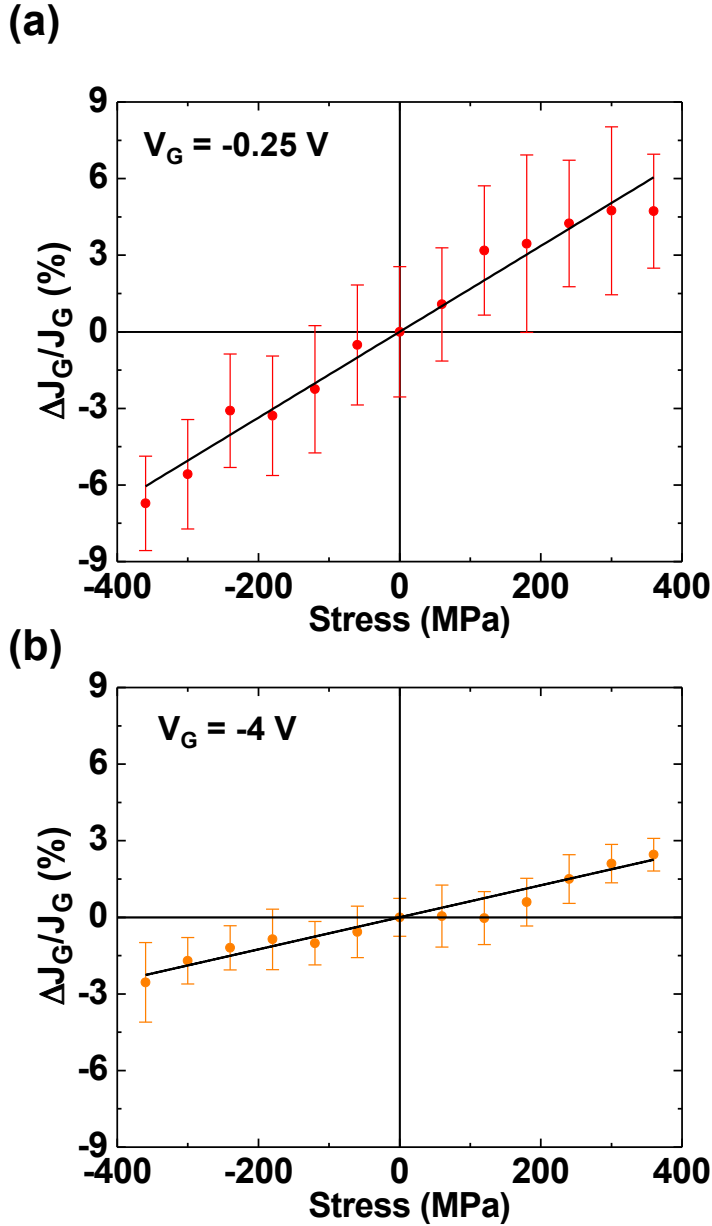 (a)
9
V_G = -0.25 V
6
3
0
-3
-6
-9
ΔJ_G/J_G (%)
-400 -200 0 200 400
Stress (MPa)
(b)
9
V_G = -4 V
6
3
0
-3
-6
-9
ΔJ_G/J_G (%)
-400 -200 0 200 400
Stress (MPa)